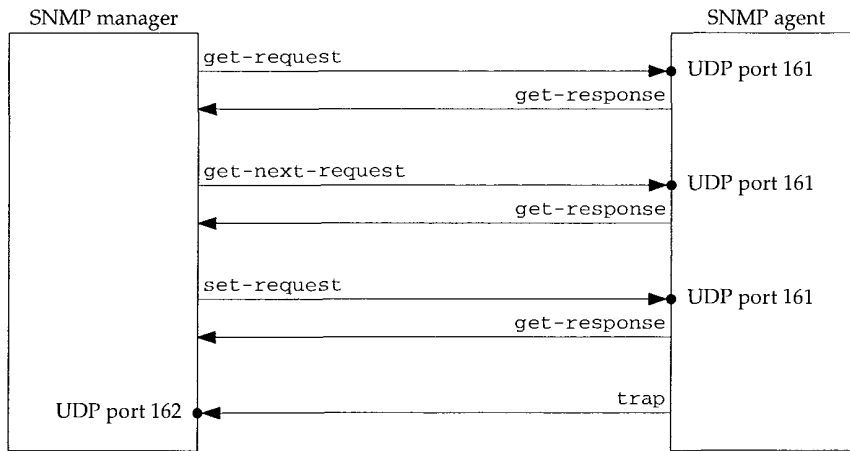 SNMP manager
SNMP agent
get-request
UDP port 161
get-response
get-next-request
UDP port 161
get-response
set-request
UDP port 161
get-response
trap
UDP port 162